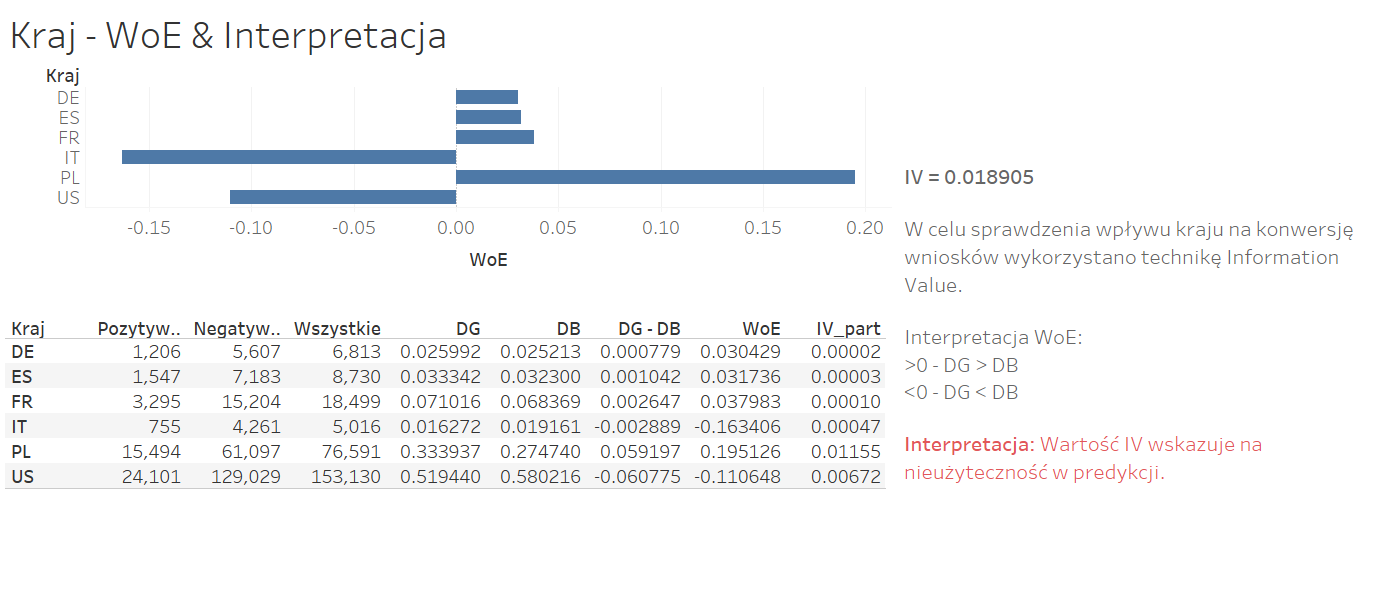 Kraj - WoE & Interpretacja
Kraj
DE
ES
FR
IT
PL
US
-0.15 -0.10 -0.05 0.00 0.05 0.10 0.15 0.20
WoE
IV = 0.018905
W celu sprawdzenia wpływu kraju na konwersję
wniosków wykorzystano technikę Information
Value.
Interpretacja WoE:
>0 - DG > DB
<0 - DG < DB
Interpretacja: Wartość IV wskazuje na
nieużyteczność w predykcji.
Kraj Pozytyw.. Negatyw.. Wszystkie DG DB DG - DB WoE IV_part
DE 1,206 5,607 6,813 0.025992 0.025213 0.000779 0.030429 0.00002
ES 1,547 7,183 8,730 0.033342 0.032300 0.001042 0.031736 0.00003
FR 3,295 15,204 18,499 0.071016 0.068369 0.002647 0.037983 0.00010
IT 755 4,261 5,016 0.016272 0.019161 -0.002889 -0.163406 0.00047
PL 15,494 61,097 76,591 0.333937 0.274740 0.059197 0.195126 0.01155
US 24,101 129,029 153,130 0.519440 0.580216 -0.060775 -0.110648 0.00672